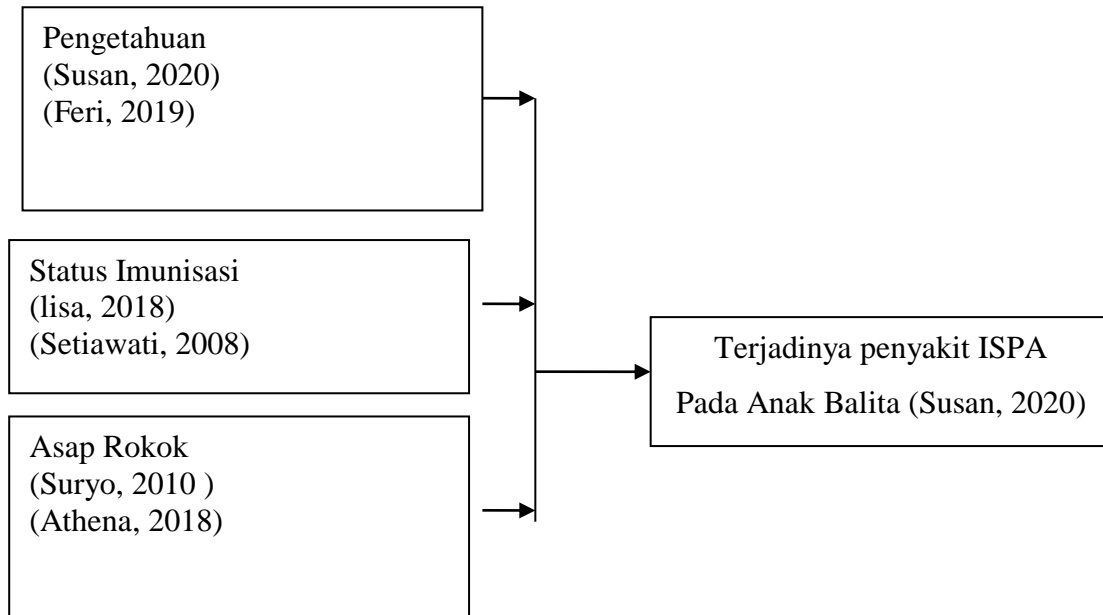 Pengetahuan
(Susan, 2020)
(Feri, 2019)
Status Imunisasi
(lisa, 2018)
(Setiawati, 2008)
Asap Rokok
(Suryo, 2010 )
(Athena, 2018)
Terjadinya penyakit ISPA
Pada Anak Balita (Susan, 2020)